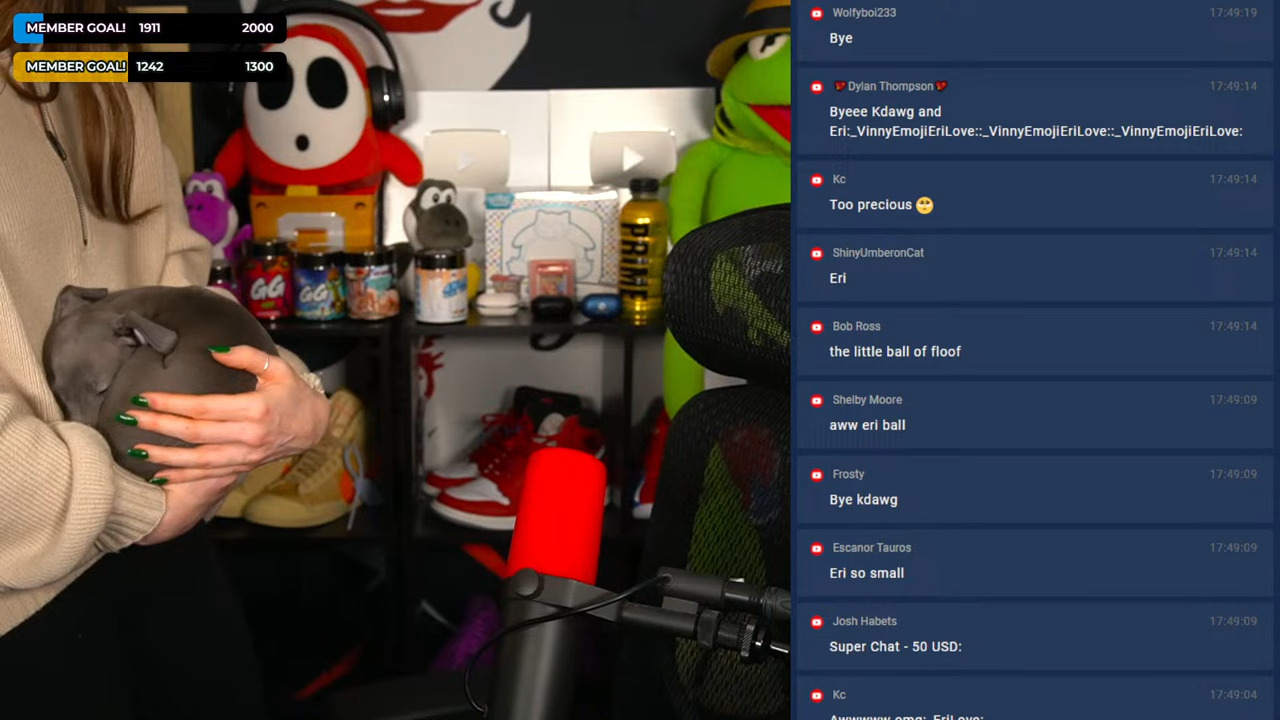 MEMBER GOAL! 1911 2000
MEMBER GOAL! 1242 1300
GG
GG
PRIME
Wolfyboi233 17:49:19
Bye
Dylan Thompson 17:49:14
Byeee Kdawg and
Eri:_VinnyEmojiEriLove::_VinnyEmojiEriLove::_VinnyEmojiEriLove:
Kc 17:49:14
Too precious 🥺
ShinyUmberonCat 17:49:14
Eri
Bob Ross 17:49:14
the little ball of floof
Shelby Moore 17:49:09
aww eri ball
Frosty 17:49:09
Bye kdawg
Escanor Tauros 17:49:09
Eri so small
Josh Habets 17:49:09
Super Chat - 50 USD:
Kc 17:49:04
Awwwww omg:_EriLove: